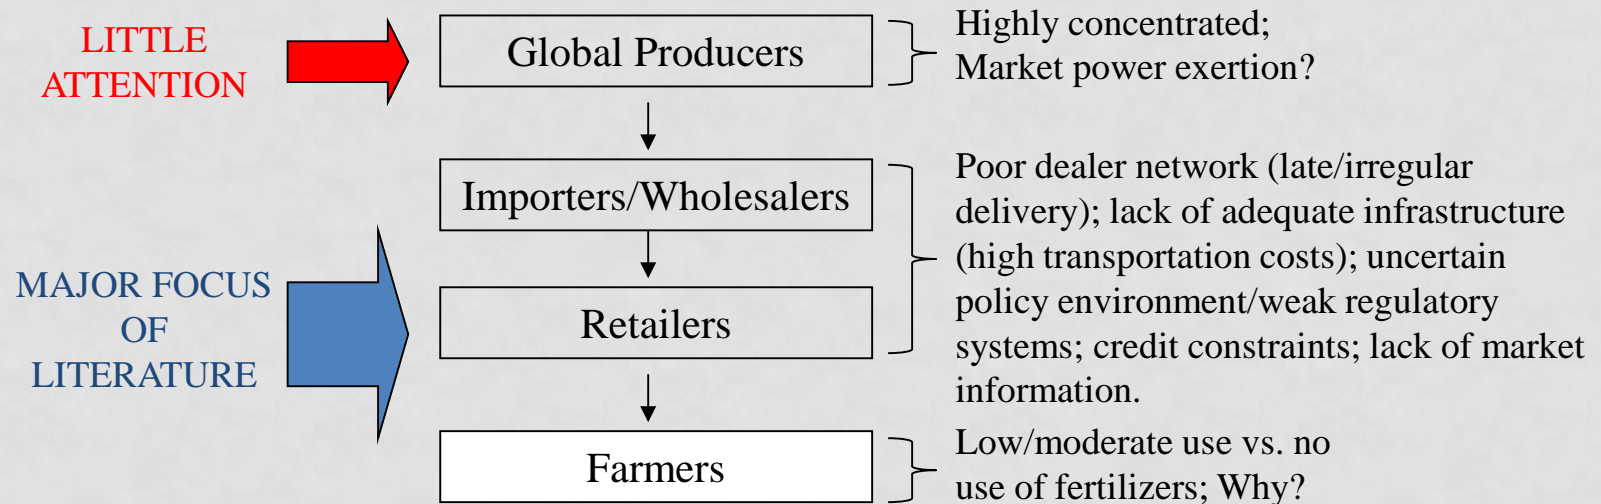 LITTLE
ATTENTION
Global Producers
Highly concentrated;
Market power exertion?
Importers/Wholesalers
Poor dealer network (late/irregular
delivery); lack of adequate infrastructure
(high transportation costs); uncertain
policy environment/weak regulatory
systems; credit constraints; lack of market
information.
MAJOR FOCUS
OF
LITERATURE
Retailers
Farmers
Low/moderate use vs. no
use of fertilizers; Why?